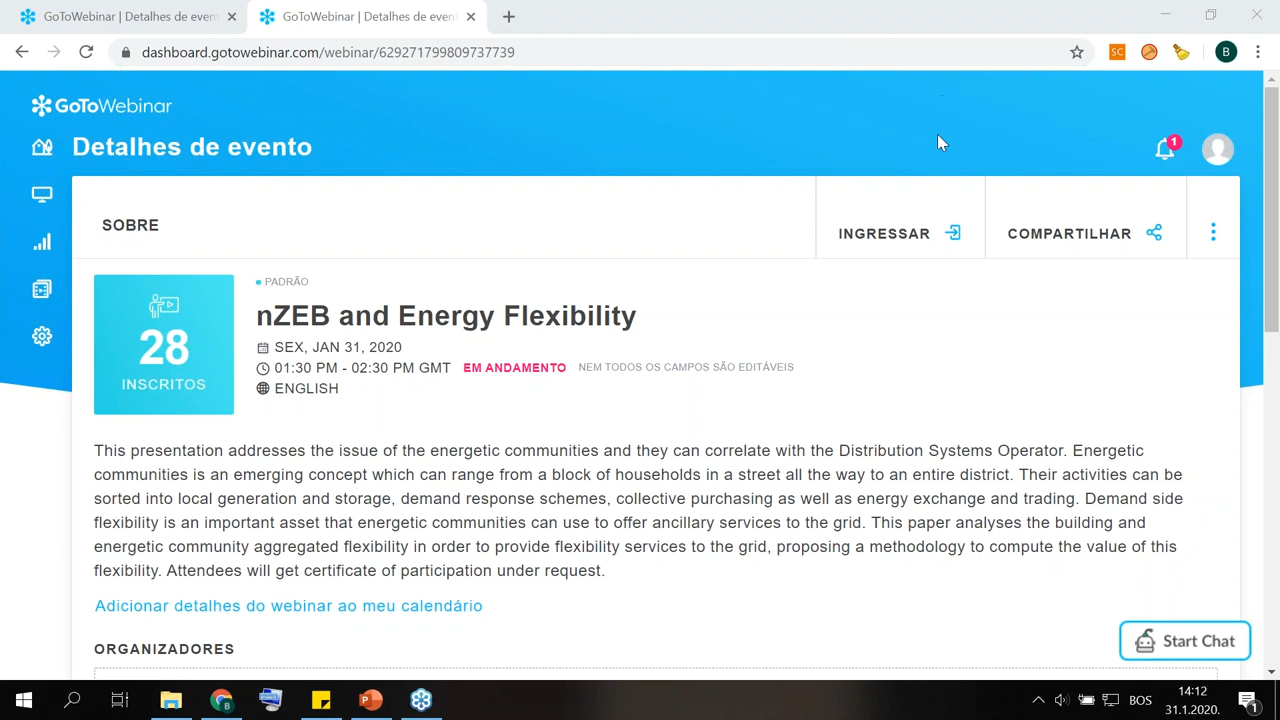 GoToWebinar | Detalhes de even
GoToWebinar | Detalhes de even
dashboard.gotowebinar.com/webinar/629271799809737739
SC
B
GoToWebinar
Detalhes de evento
1
SOBRE
INGRESSAR
COMPARTILHAR
28
INSCRITOS
PADRÃO
nZEB and Energy Flexibility
SEX, JAN 31, 2020
01:30 PM - 02:30 PM GMT EM ANDAMENTO NEM TODOS OS CAMPOS SÃO EDITÁVEIS
ENGLISH
This presentation addresses the issue of the energetic communities and they can correlate with the Distribution Systems Operator. Energetic
communities is an emerging concept which can range from a block of households in a street all the way to an entire district. Their activities can be
sorted into local generation and storage, demand response schemes, collective purchasing as well as energy exchange and trading. Demand side
flexibility is an important asset that energetic communities can use to offer ancillary services to the grid. This paper analyses the building and
energetic community aggregated flexibility in order to provide flexibility services to the grid, proposing a methodology to compute the value of this
flexibility. Attendees will get certificate of participation under request.
Adicionar detalhes do webinar ao meu calendário
ORGANIZADORES
Start Chat
BOS
14:12
31.1.2020.
1